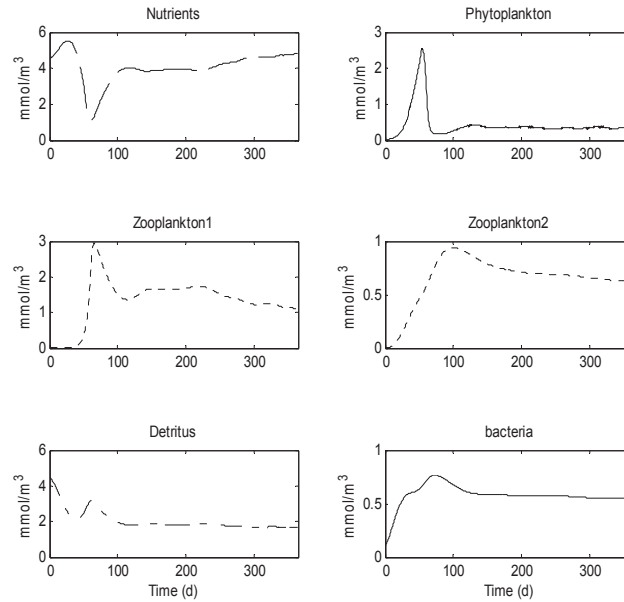 Nutrients
6
4
2
0
mmol/m³
0 100 200 300
Phytoplankton
3
2
1
0
mmol/m³
0 100 200 300
Time (d)
Zooplankton1
3
2
1
0
mmol/m³
0 100 200 300
Zooplankton2
1
0.5
0
mmol/m³
0 100 200 300
Detritus
6
4
2
0
mmol/m³
0 100 200 300
Time (d)
bacteria
1
0.5
0
mmol/m³
0 100 200 300
Time (d)